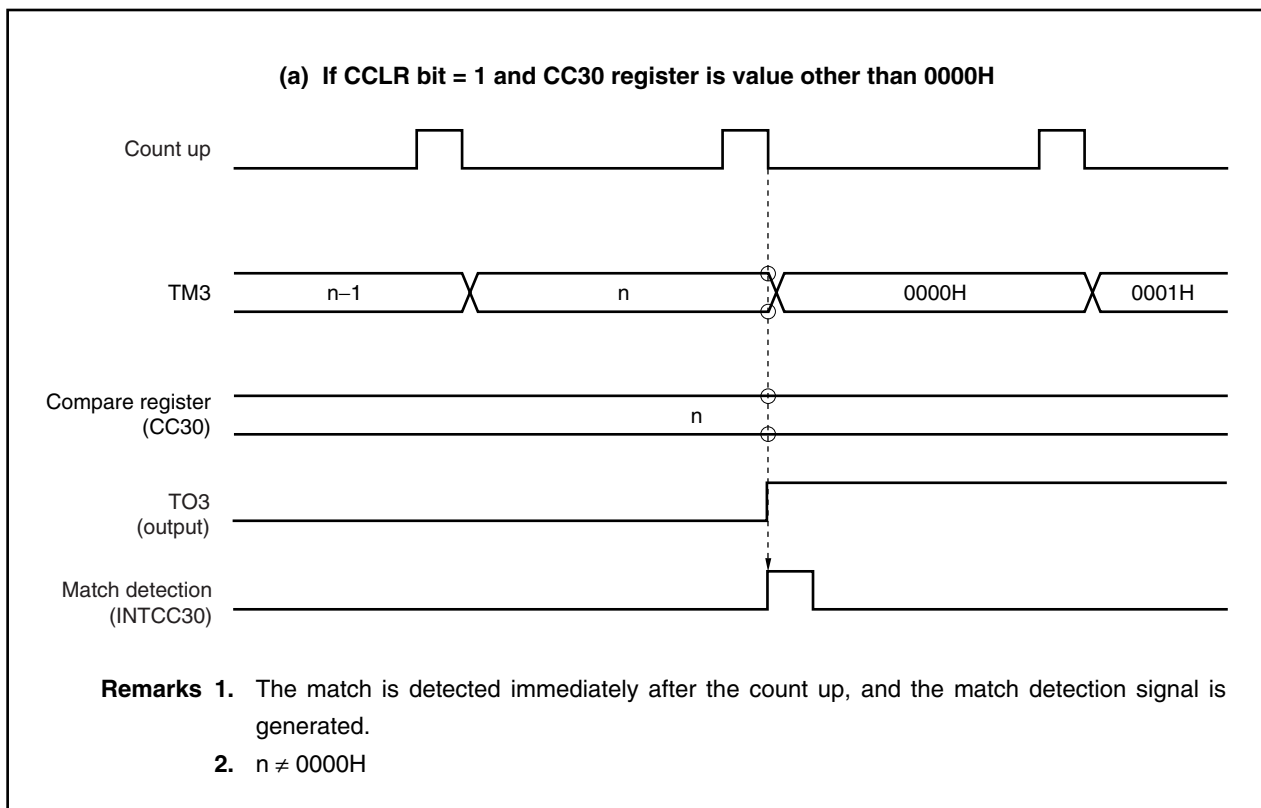 (a) If CCLR bit = 1 and CC30 register is value other than 0000H
Count up
TM3
n–1
n
0000H
0001H
Compare register
(CC30)
n
TO3
(output)
Match detection
(INTCC30)
Remarks 1. The match is detected immediately after the count up, and the match detection signal is
generated.
2. n ≠ 0000H